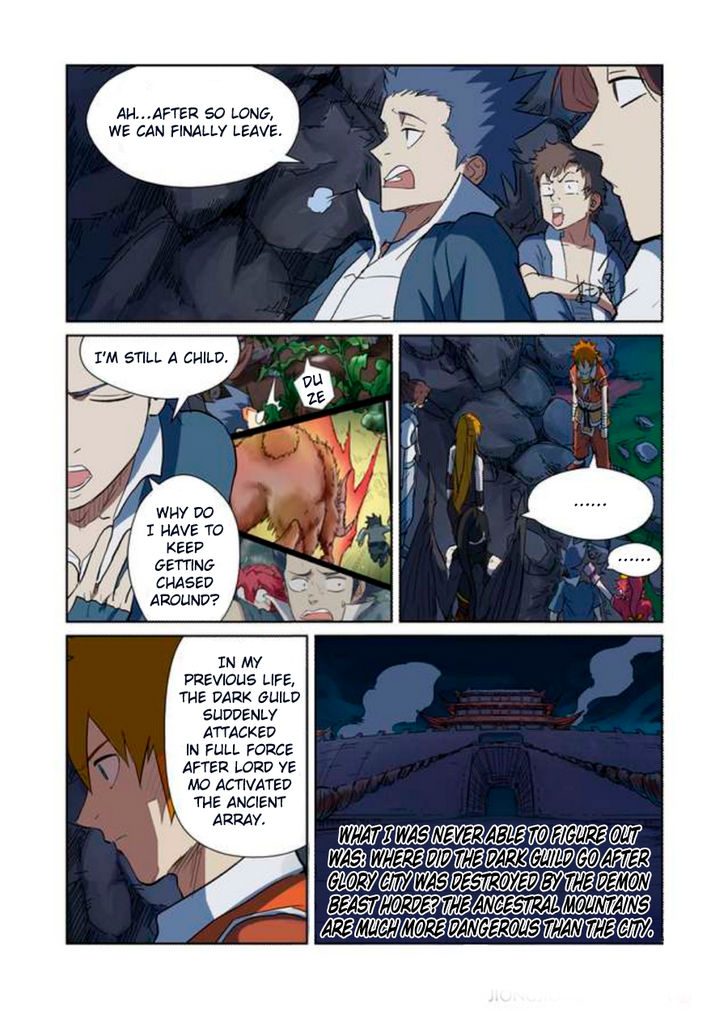 AH...AFTER SO LONG,
WE CAN FINALLY LEAVE.
I'M STILL A CHILD.
DU
ZE
WHY DO
I HAVE TO
KEEP
GETTING
CHASED
AROUND?
......
......
IN MY
PREVIOUS LIFE,
THE DARK GUILD
SUDDENLY
ATTACKED
IN FULL FORCE
AFTER LORD YE
MO ACTIVATED
THE ANCIENT
ARRAY.
WHAT I WAS NEVER ABLE TO FIGURE OUT
WAS: WHERE DID THE DARK GUILD GO AFTER
GLORY CITY WAS DESTROYED BY THE DEMON
BEAST HORDE? THE ANCESTRAL MOUNTAINS
ARE MUCH MORE DANGEROUS THAN THE CITY.